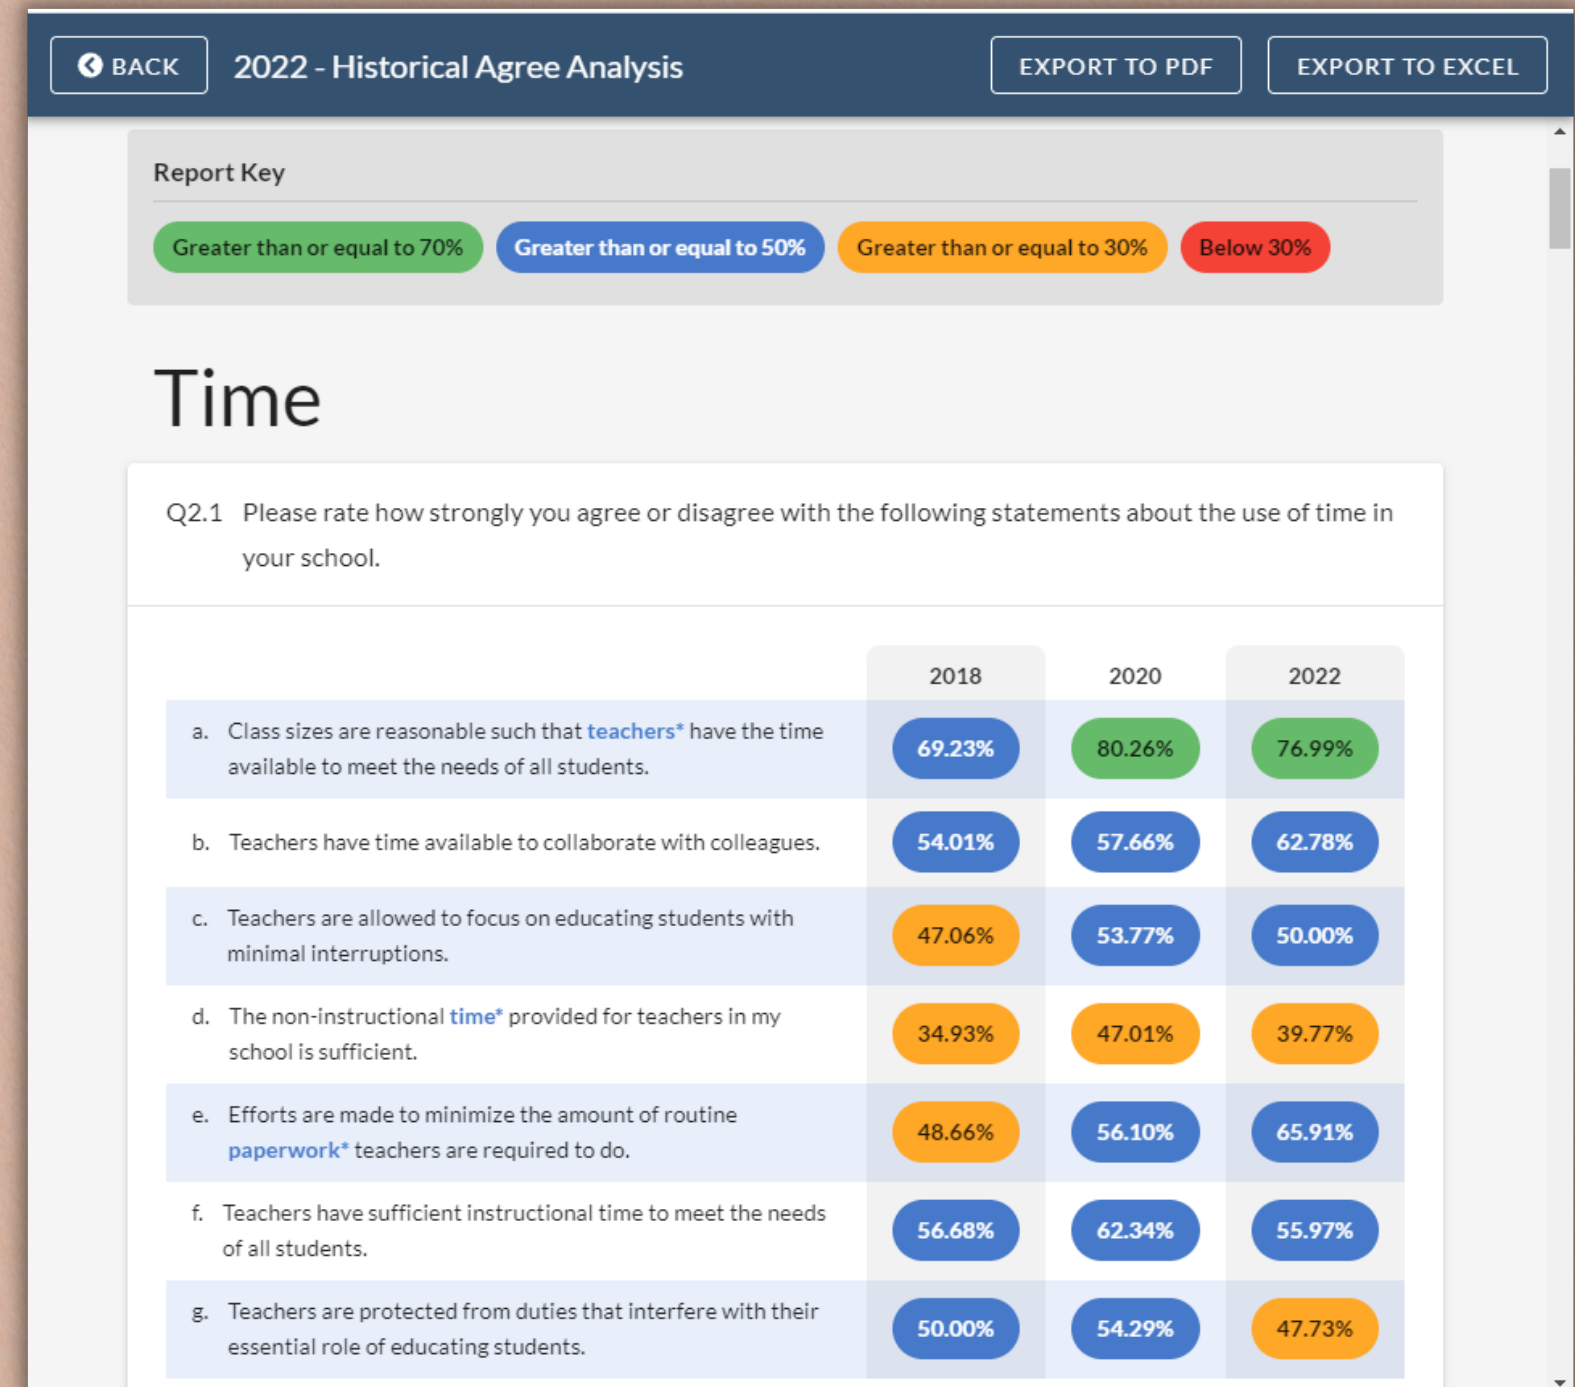 BACK
2022 - Historical Agree Analysis
EXPORT TO PDF
EXPORT TO EXCEL
Report Key
Greater than or equal to 70%
Greater than or equal to 50%
Greater than or equal to 30%
Below 30%
Time
Q2.1 Please rate how strongly you agree or disagree with the following statements about the use of time in
your school.
2018 2020 2022
a. Class sizes are reasonable such that teachers* have the time
available to meet the needs of all students.
69.23% 80.26% 76.99%
b. Teachers have time available to collaborate with colleagues.
54.01% 57.66% 62.78%
c. Teachers are allowed to focus on educating students with
minimal interruptions.
47.06% 53.77% 50.00%
d. The non-instructional time* provided for teachers in my
school is sufficient.
34.93% 47.01% 39.77%
e. Efforts are made to minimize the amount of routine
paperwork* teachers are required to do.
48.66% 56.10% 65.91%
f. Teachers have sufficient instructional time to meet the needs
of all students.
56.68% 62.34% 55.97%
g. Teachers are protected from duties that interfere with their
essential role of educating students.
50.00% 54.29% 47.73%